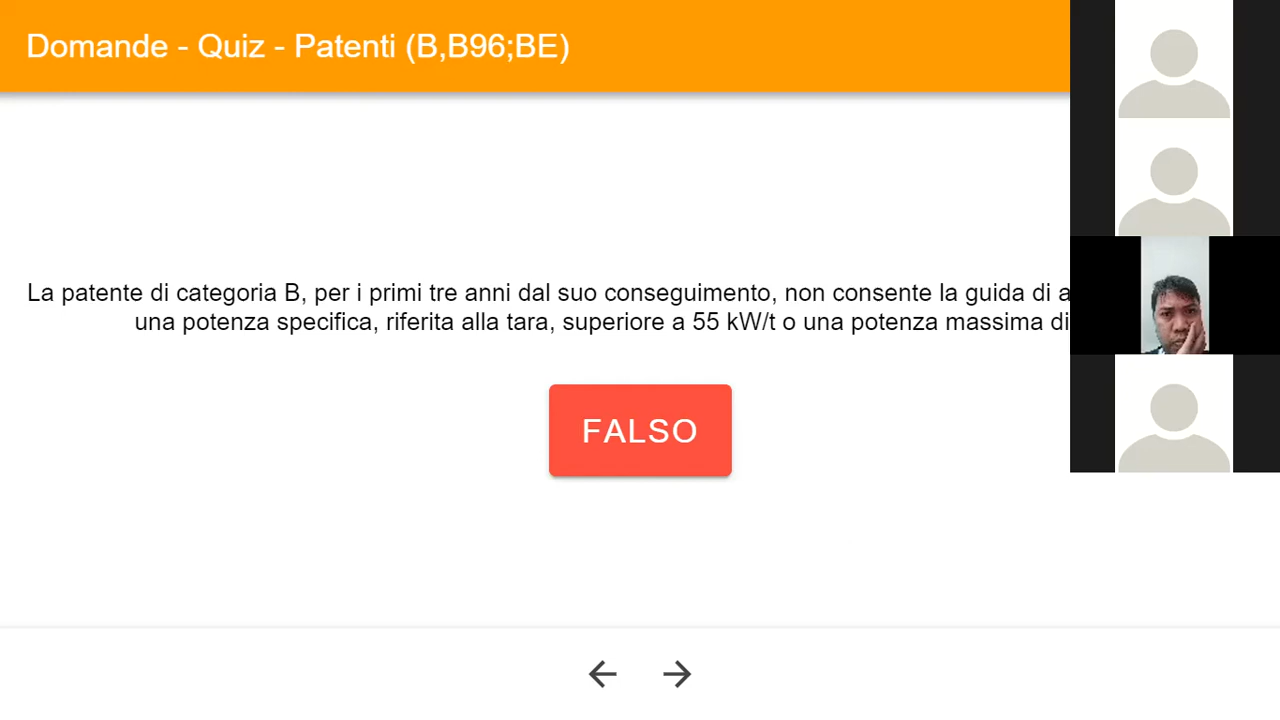 Domande - Quiz - Patenti (B,B96;BE)
La patente di categoria B, per i primi tre anni dal suo conseguimento, non consente la guida di
una potenza specifica, riferita alla tara, superiore a 55 kW/t o una potenza massima di
FALSO